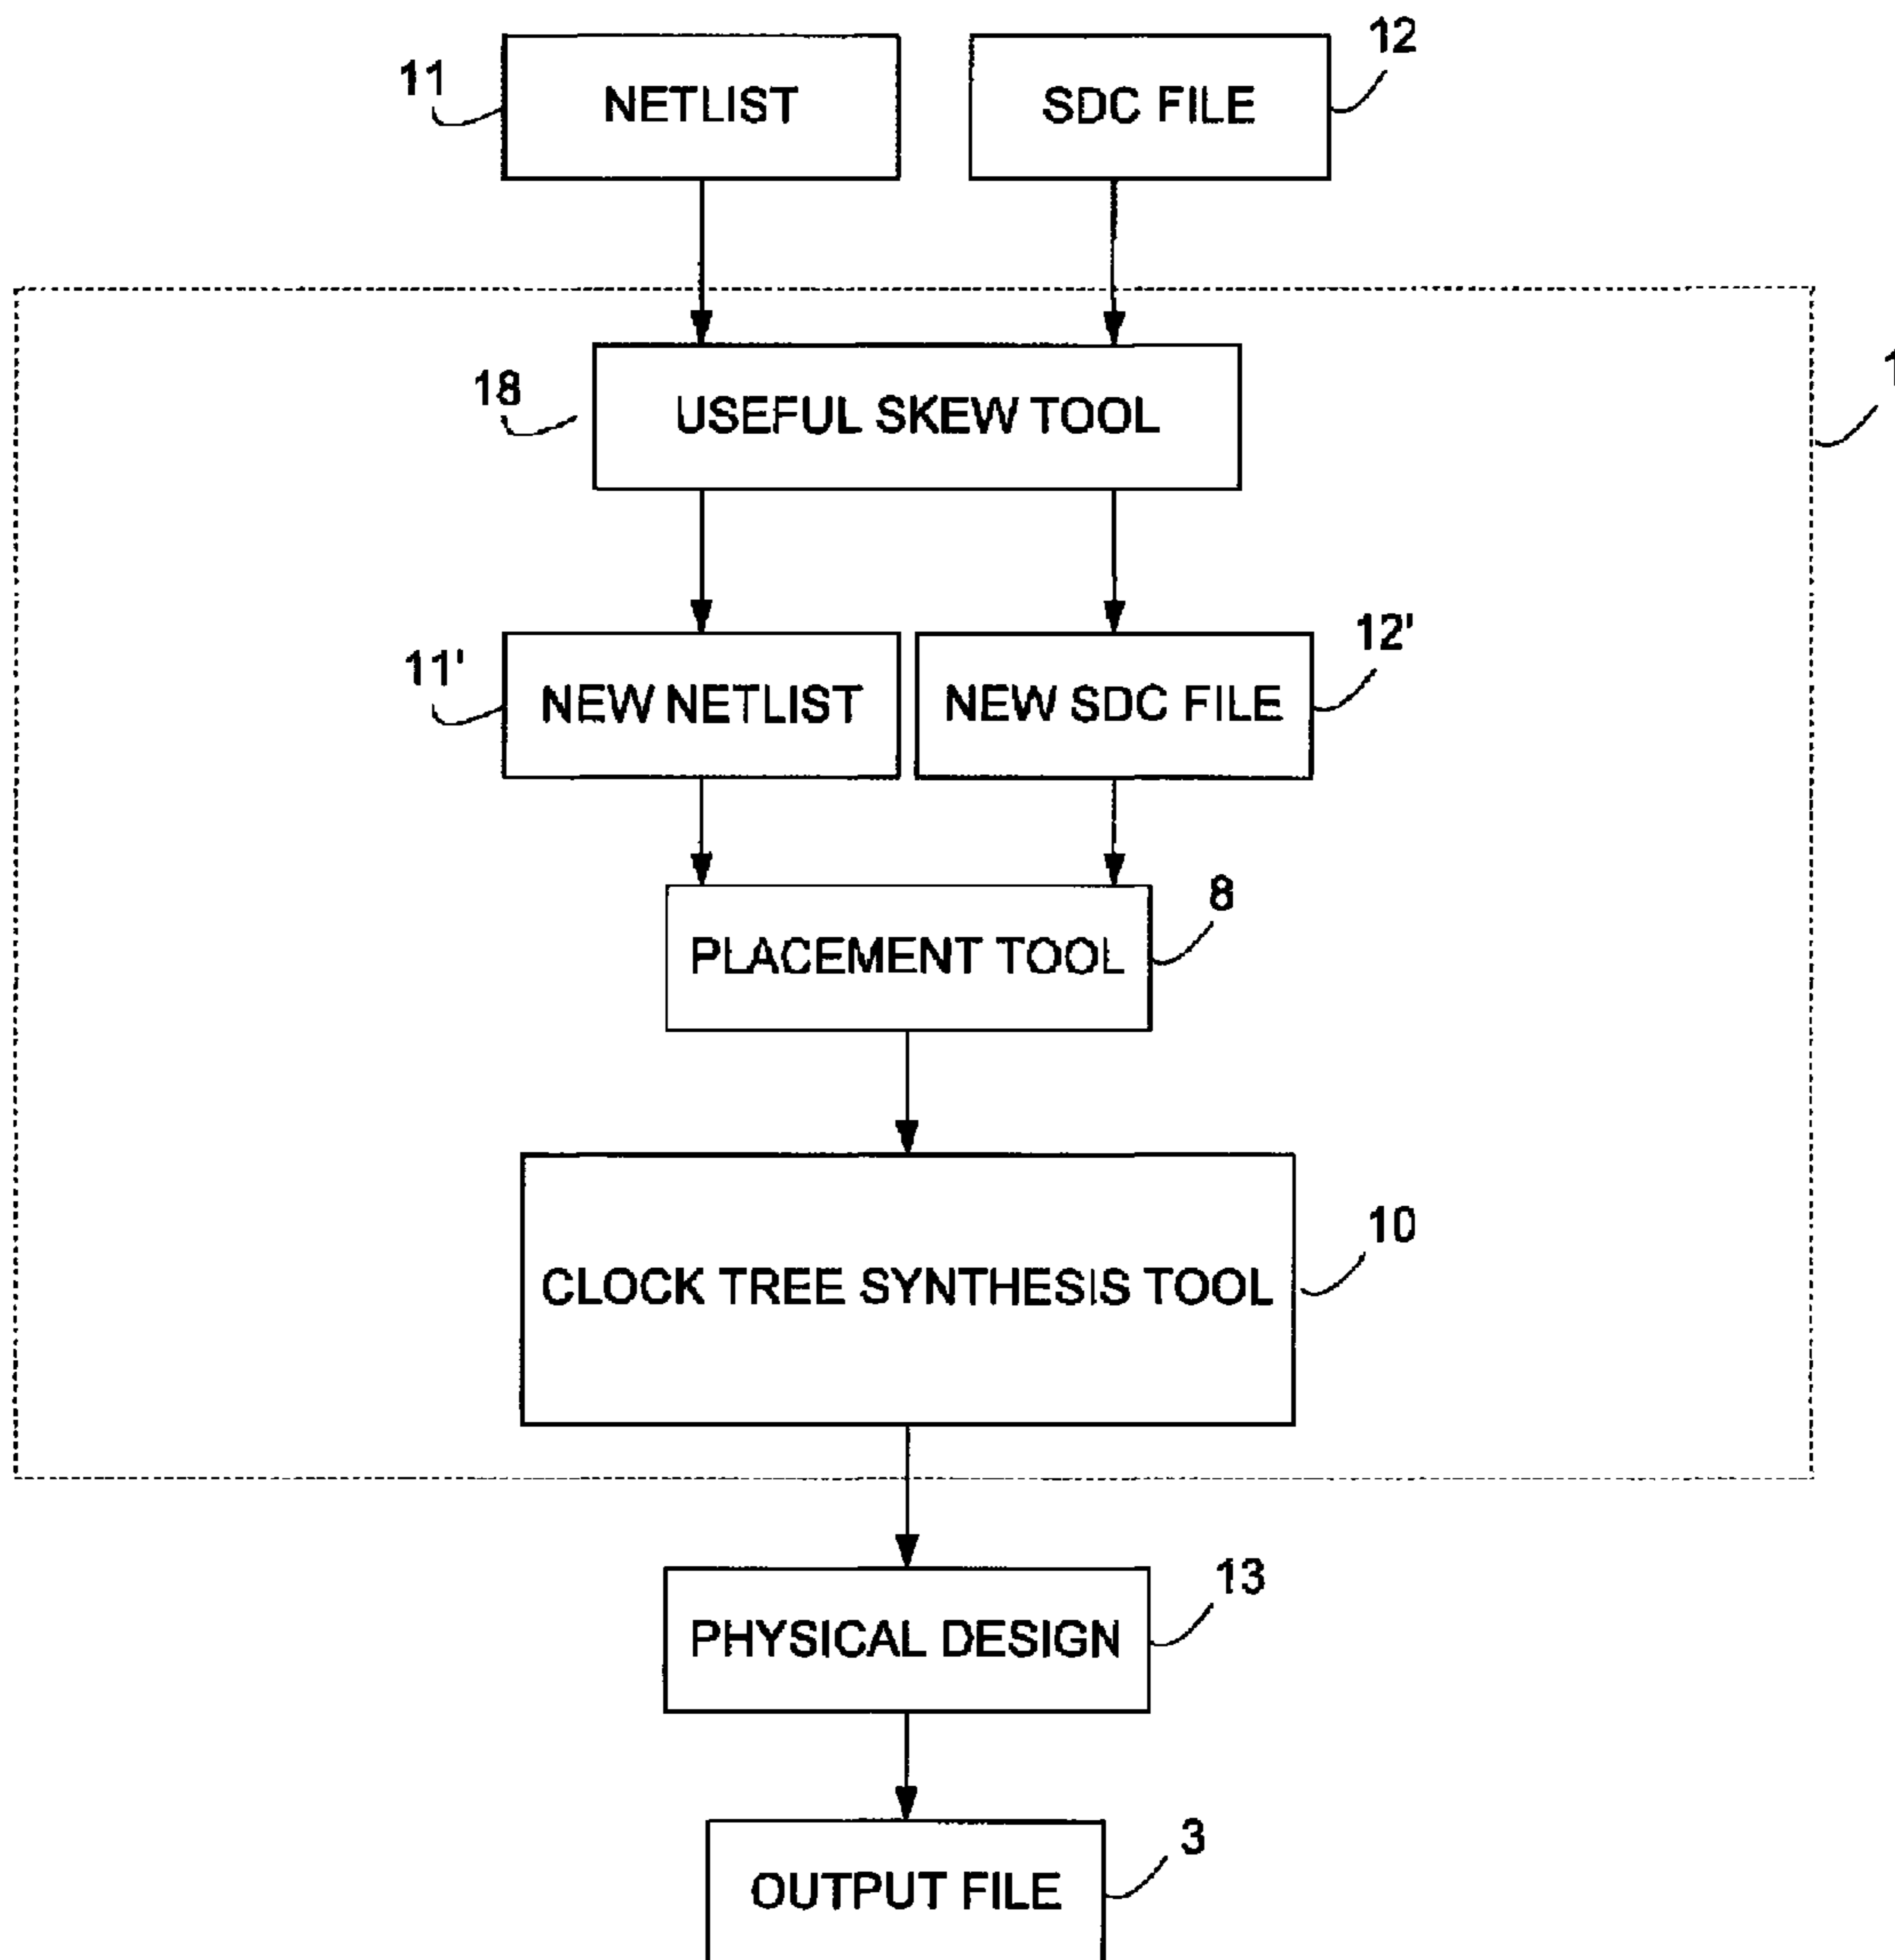 11
NETLIST
SDC FILE
12
1
18
USEFUL SKEW TOOL
11'
NEW NETLIST
NEW SDC FILE
12'
PLACEMENT TOOL
8
CLOCK TREE SYNTHESIS TOOL
10
PHYSICAL DESIGN
13
OUTPUT FILE
3